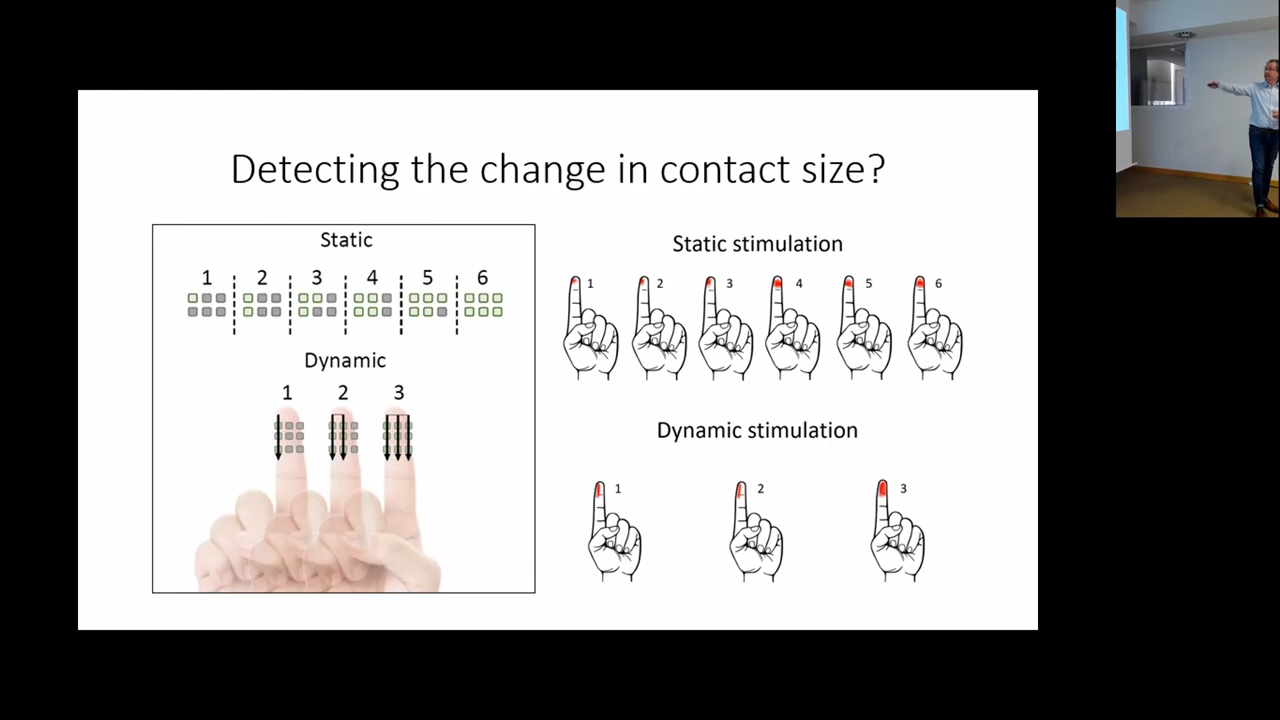 Detecting the change in contact size?
Static
1 2 3 4 5 6
Dynamic
1 2 3
Static stimulation
1 2 3 4 5 6
Dynamic stimulation
1 2 3